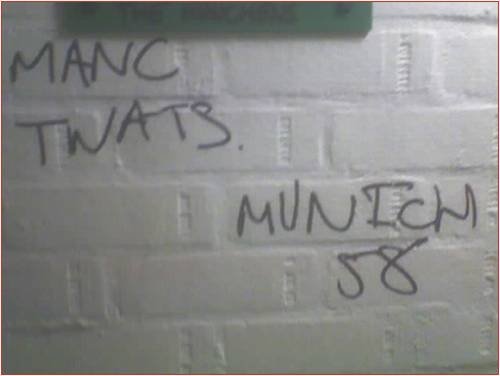 MANC
TWATS.
MUNICH
58